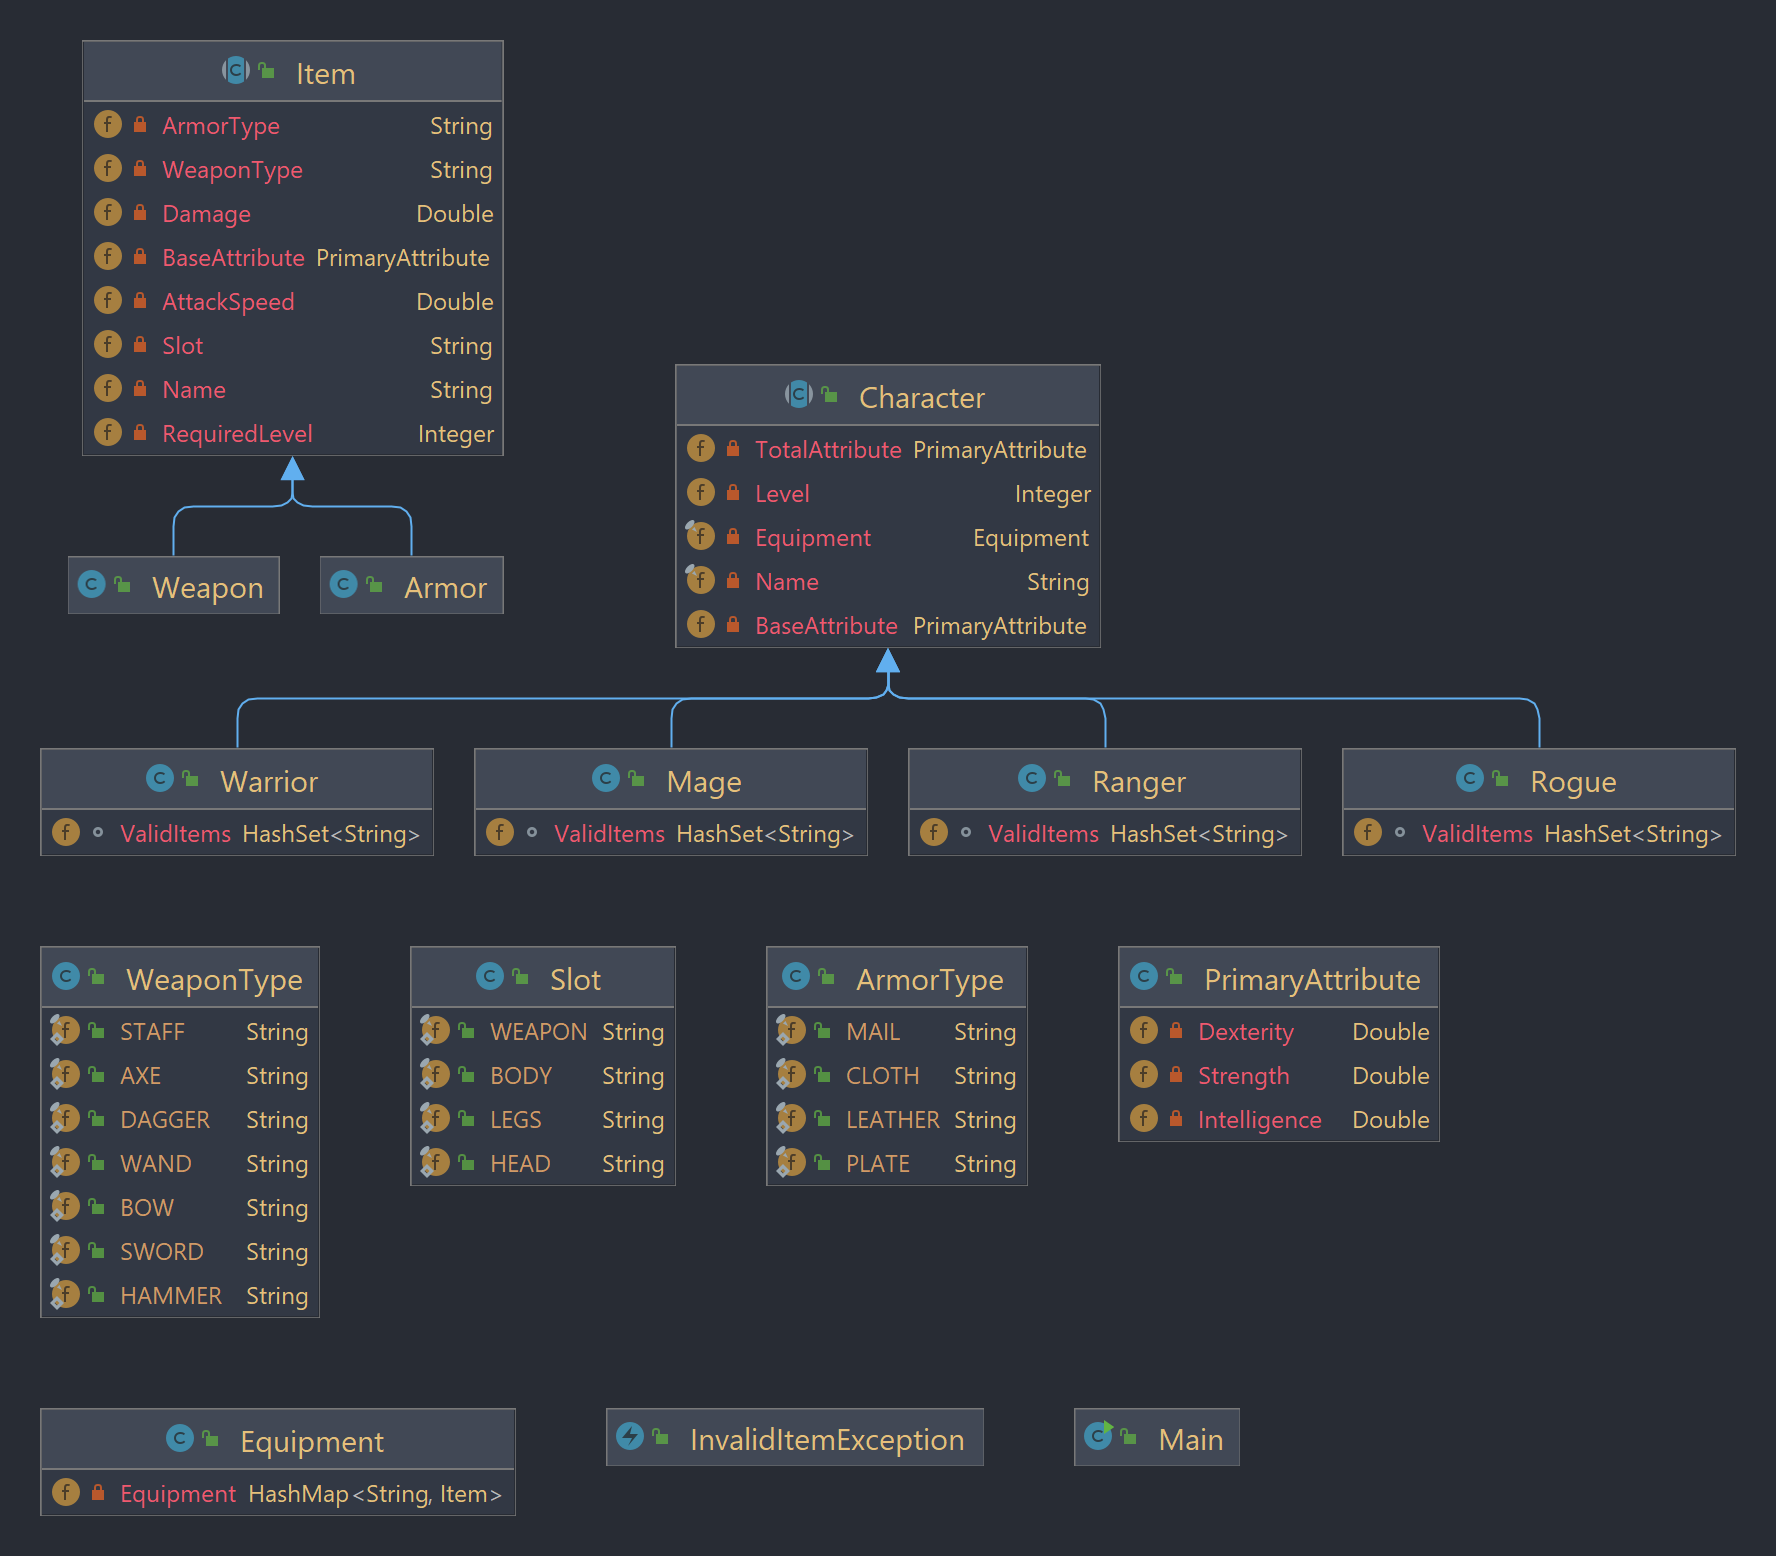 Item
ArmorType String
WeaponType String
Damage Double
BaseAttribute PrimaryAttribute
AttackSpeed Double
Slot String
Name String
RequiredLevel Integer
Weapon
Armor
Character
TotalAttribute PrimaryAttribute
Level Integer
Equipment Equipment
Name String
BaseAttribute PrimaryAttribute
Warrior
ValidItems HashSet<String>
Mage
ValidItems HashSet<String>
Ranger
ValidItems HashSet<String>
Rogue
ValidItems HashSet<String>
WeaponType
STAFF String
AXE String
DAGGER String
WAND String
BOW String
SWORD String
HAMMER String
Slot
WEAPON String
BODY String
LEGS String
HEAD String
ArmorType
MAIL String
CLOTH String
LEATHER String
PLATE String
PrimaryAttribute
Dexterity Double
Strength Double
Intelligence Double
Equipment
Equipment HashMap<String, Item>
InvalidItemException
Main